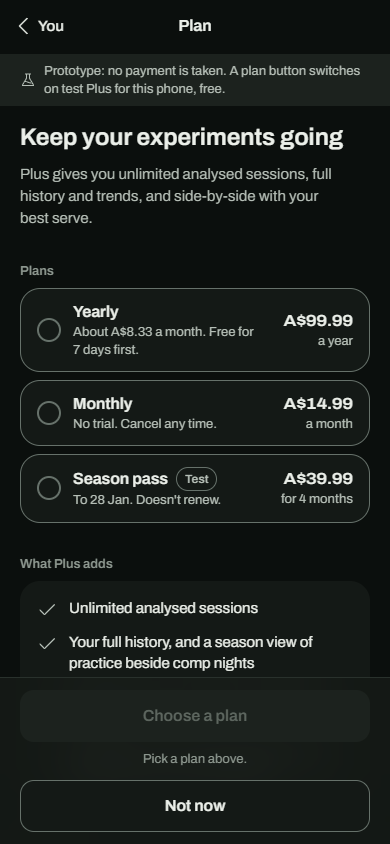 You
Plan
Prototype: no payment is taken. A plan button switches
on test Plus for this phone, free.
Keep your experiments going
Plus gives you unlimited analysed sessions, full
history and trends, and side-by-side with your
best serve.
Plans
Yearly
About A$8.33 a month. Free for
7 days first.
A$99.99
a year
Monthly
No trial. Cancel any time.
A$14.99
a month
Season pass
Test
To 28 Jan. Doesn't renew.
A$39.99
for 4 months
What Plus adds
Unlimited analysed sessions
Your full history, and a season view of
practice beside comp nights
Choose a plan
Pick a plan above.
Not now